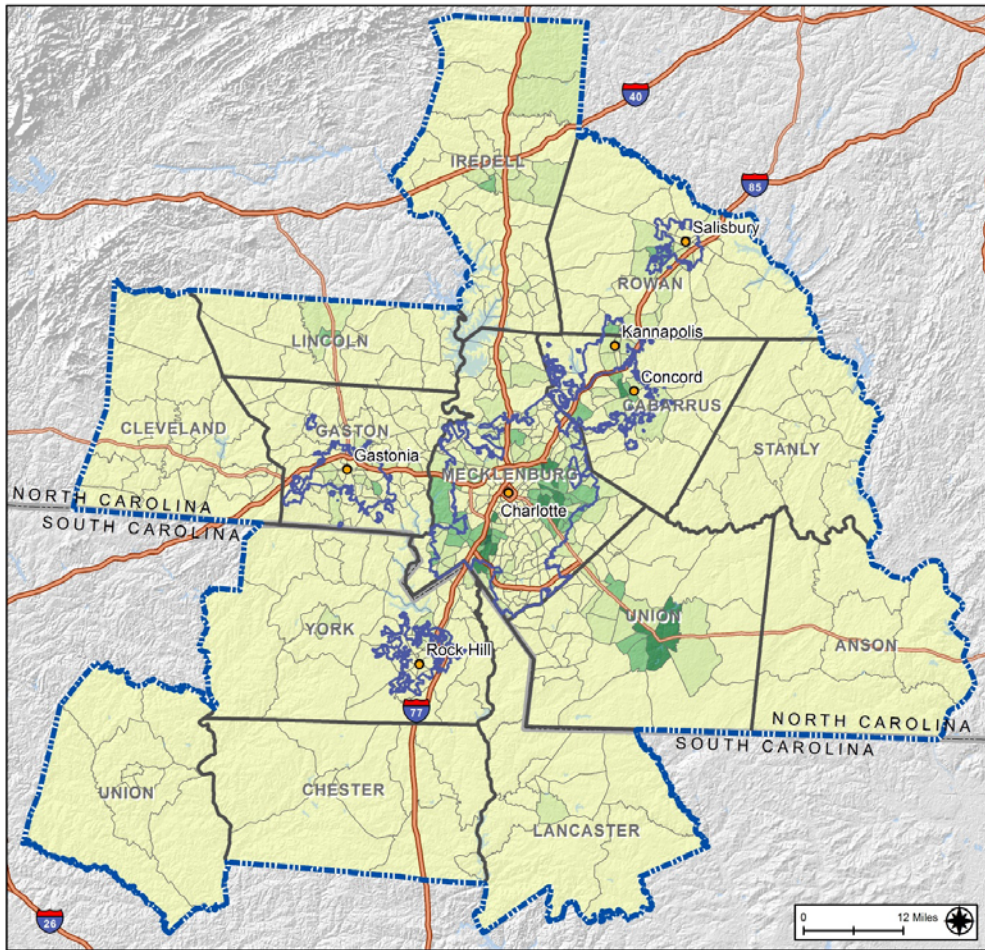 40
IREDELL
85
Salisbury
ROWAN
Kannapolis
LINCOLN
Concord
CABARRUS
CLEVELAND
GASTON
STANLY
Gastonia
MECKLENBURG
NORTH CAROLINA
Charlotte
SOUTH CAROLINA
UNION
YORK
ANSON
Rock Hill
77
NORTH CAROLINA
SOUTH CAROLINA
UNION
CHESTER
LANCASTER
0 12 Miles
26